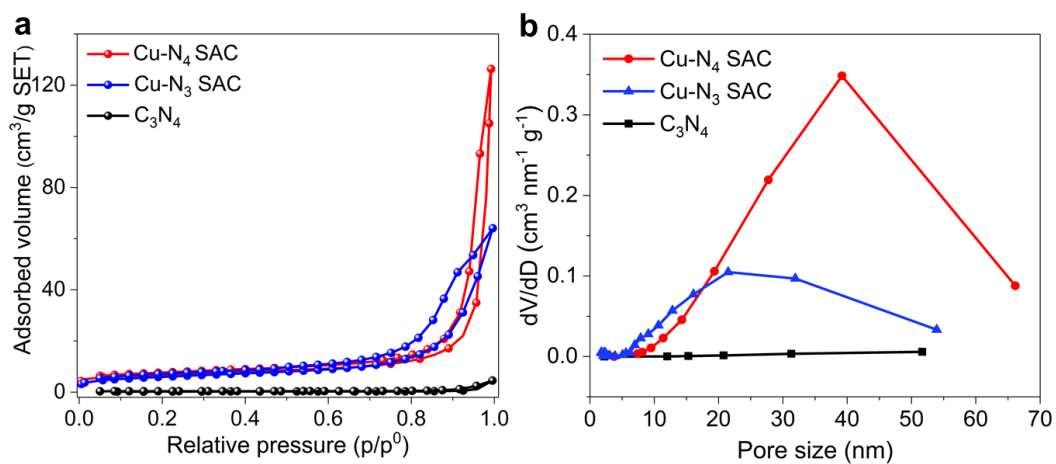 a
Cu-N₄ SAC
Cu-N₃ SAC
C₃N₄
Adsorbed volume (cm³/g SET)
120
80
40
0
0.0 0.2 0.4 0.6 0.8 1.0
Relative pressure (p/p⁰)
b
Cu-N₄ SAC
Cu-N₃ SAC
C₃N₄
dV/dD (cm³ nm⁻¹ g⁻¹)
0.4
0.3
0.2
0.1
0.0
0 10 20 30 40 50 60 70
Pore size (nm)